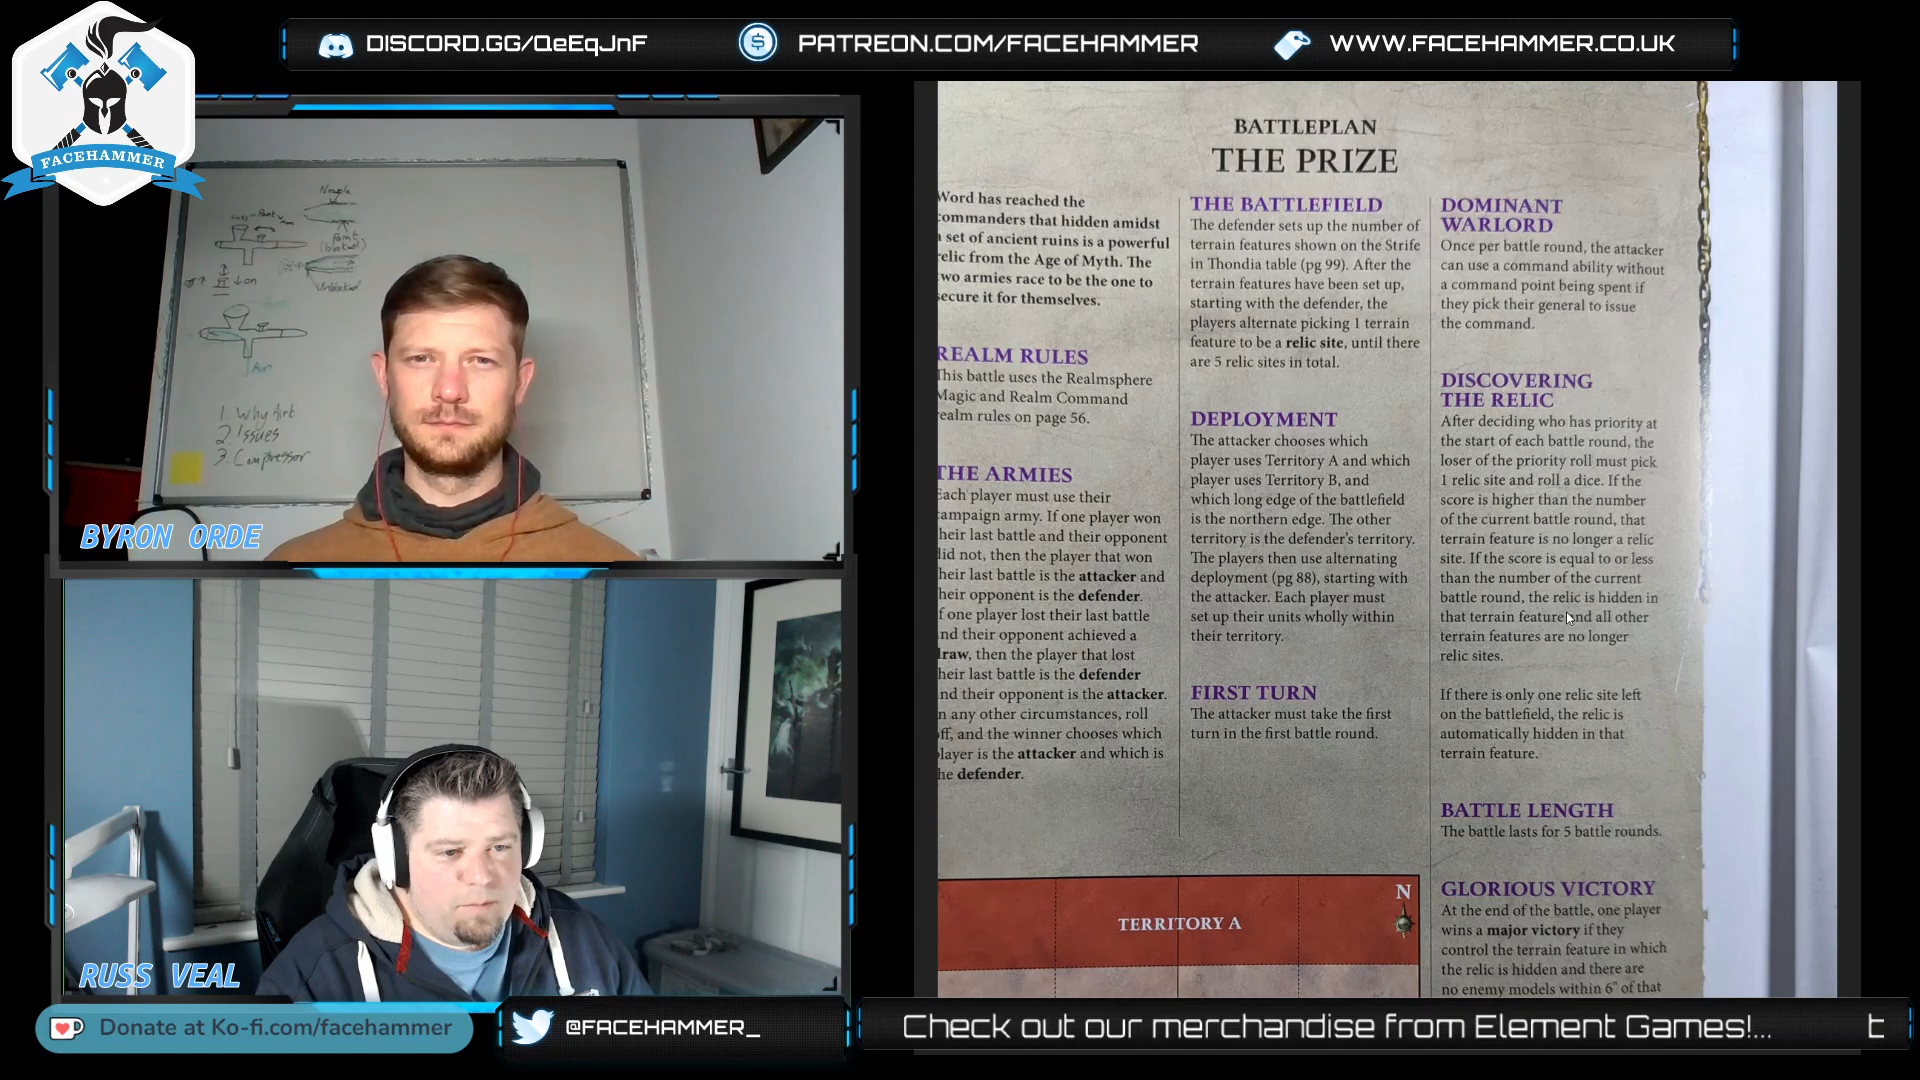 DISCORD.GG/QeEqJnF
PATREON.COM/FACEHAMMER
WWW.FACEHAMMER.CO.UK
FACEHAMMER
Nozzle
Paint
on
Air
1. Why
2. Issues
3. Compressor
BYRON ORDE
RUSS VEAL
BATTLEPLAN
THE PRIZE
Word has reached the
commanders that hidden amidst
a set of ancient ruins is a powerful
relic from the Age of Myth. The
two armies race to be the one to
secure it for themselves.
REALM RULES
This battle uses the Realmsphere
Magic and Realm Command
realm rules on page 56.
THE ARMIES
Each player must use their
campaign army. If one player won
their last battle and their opponent
did not, then the player that won
their last battle is the attacker and
their opponent is the defender.
If one player lost their last battle
and their opponent achieved a
draw, then the player that lost
their last battle is the defender
and their opponent is the attacker.
In any other circumstances, roll
off, and the winner chooses which
player is the attacker and which is
the defender.
THE BATTLEFIELD
The defender sets up the number of
terrain features shown on the Strife
in Thondia table (pg 99). After the
terrain features have been set up,
starting with the defender, the
players alternate picking 1 terrain
feature to be a relic site, until there
are 5 relic sites in total.
DEPLOYMENT
The attacker chooses which
player uses Territory A and which
player uses Territory B, and
which long edge of the battlefield
is the northern edge. The other
territory is the defender's territory.
The players then use alternating
deployment (pg 88), starting with
the attacker. Each player must
set up their units wholly within
their territory.
FIRST TURN
The attacker must take the first
turn in the first battle round.
DOMINANT
WARLORD
Once per battle round, the attacker
can use a command ability without
a command point being spent if
they pick their general to issue
the command.
DISCOVERING
THE RELIC
After deciding who has priority at
the start of each battle round, the
loser of the priority roll must pick
1 relic site and roll a dice. If the
score is higher than the number
of the current battle round, that
terrain feature is no longer a relic
site. If the score is equal to or less
than the number of the current
battle round, the relic is hidden in
that terrain feature and all other
terrain features are no longer
relic sites.
If there is only one relic site left
on the battlefield, the relic is
automatically hidden in that
terrain feature.
BATTLE LENGTH
The battle lasts for 5 battle rounds.
GLORIOUS VICTORY
At the end of the battle, one player
wins a major victory if they
control the terrain feature in which
the relic is hidden and there are
no enemy models within 6" of that
TERRITORY A
N
Donate at Ko-fi.com/facehammer
@FACEHAMMER_
Check out our merchandise from Element Games!... t